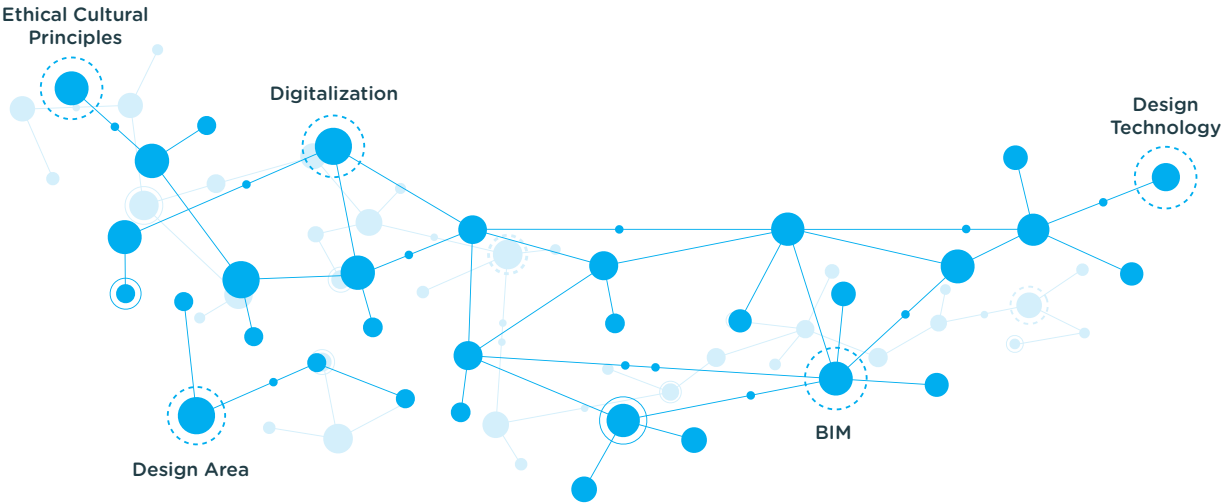 Ethical Cultural
Principles
Digitalization
Design
Technology
BIM
Design Area